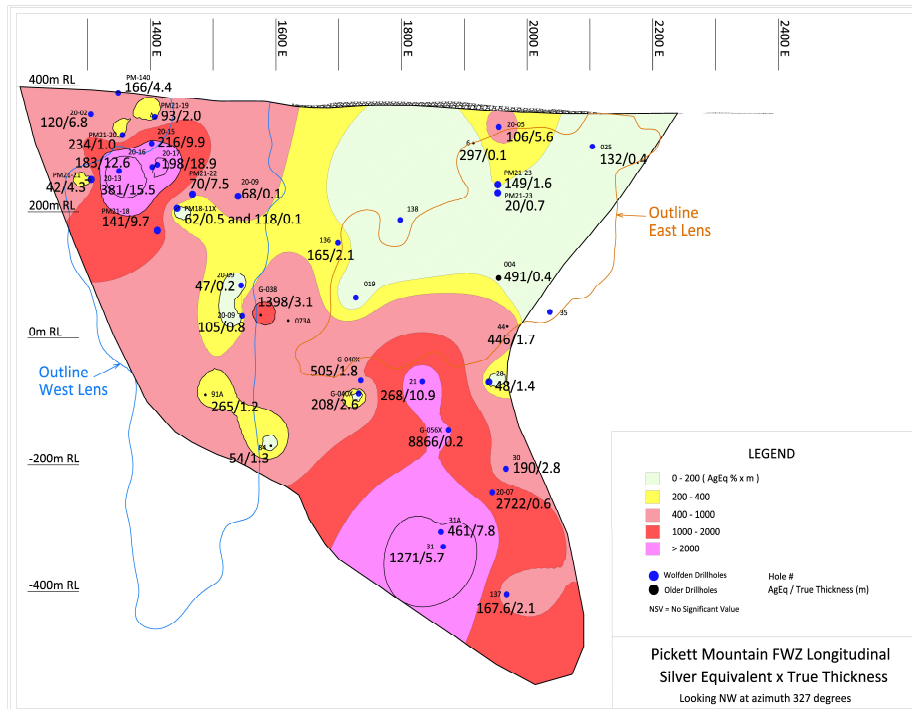 1400 E
1600 E
1800 E
2000 E
2200 E
2400 E
400m RL
PM-140
166/4.4
20-02
120/6.8
PM21-19
93/2.0
PM21-20
234/1.0
20-15
216/9.9
20-16
183/12.6
20-17
198/18.9
42/4.3
20-13
381/15.5
PM21-22
70/7.5
20-09
68/0.1
PM21-18
141/9.7
PM18-11X
62/0.5 and 118/0.1
200m RL
20-05
106/5.6
6
297/0.1
025
132/0.4
PM21-23
149/1.6
PM21-23
20/0.7
138
Outline
East Lens
136
165/2.1
004
491/0.4
019
20-09
47/0.2
G-038
1398/3.1
073A
20-09
105/0.8
35
44
446/1.7
0m RL
Outline
West Lens
G-040X
505/1.8
G-040X
208/2.6
21
268/10.9
28
48/1.4
91A
265/1.2
84
54/1.3
G-056X
8866/0.2
-200m RL
30
190/2.8
20-07
2722/0.6
31A
461/7.8
31
1271/5.7
-400m RL
137
167.6/2.1
LEGEND
0 - 200 ( AgEq % x m )
200 - 400
400 - 1000
1000 - 2000
> 2000
Wolfden Drillholes
Hole #
Older Drillholes
AgEq / True Thickness (m)
NSV = No Significant Value
Pickett Mountain FWZ Longitudinal
Silver Equivalent x True Thickness
Looking NW at azimuth 327 degrees